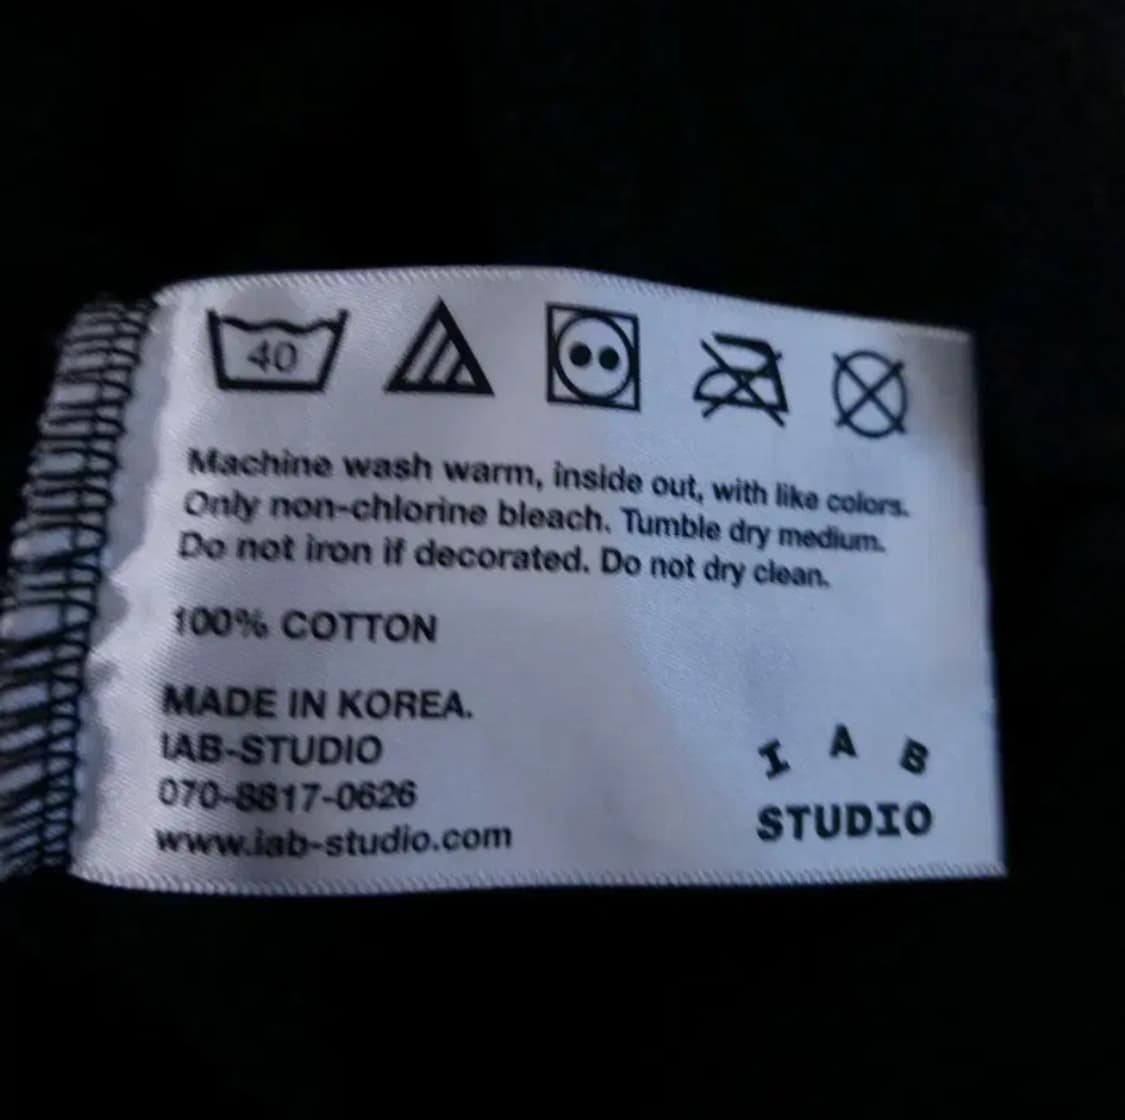 40
Machine wash warm, inside out, with like colors.
Only non-chlorine bleach. Tumble dry medium.
Do not iron if decorated. Do not dry clean.
100% COTTON
MADE IN KOREA.
IAB-STUDIO
070-8817-0626
www.iab-studio.com
I A B
STUDIO